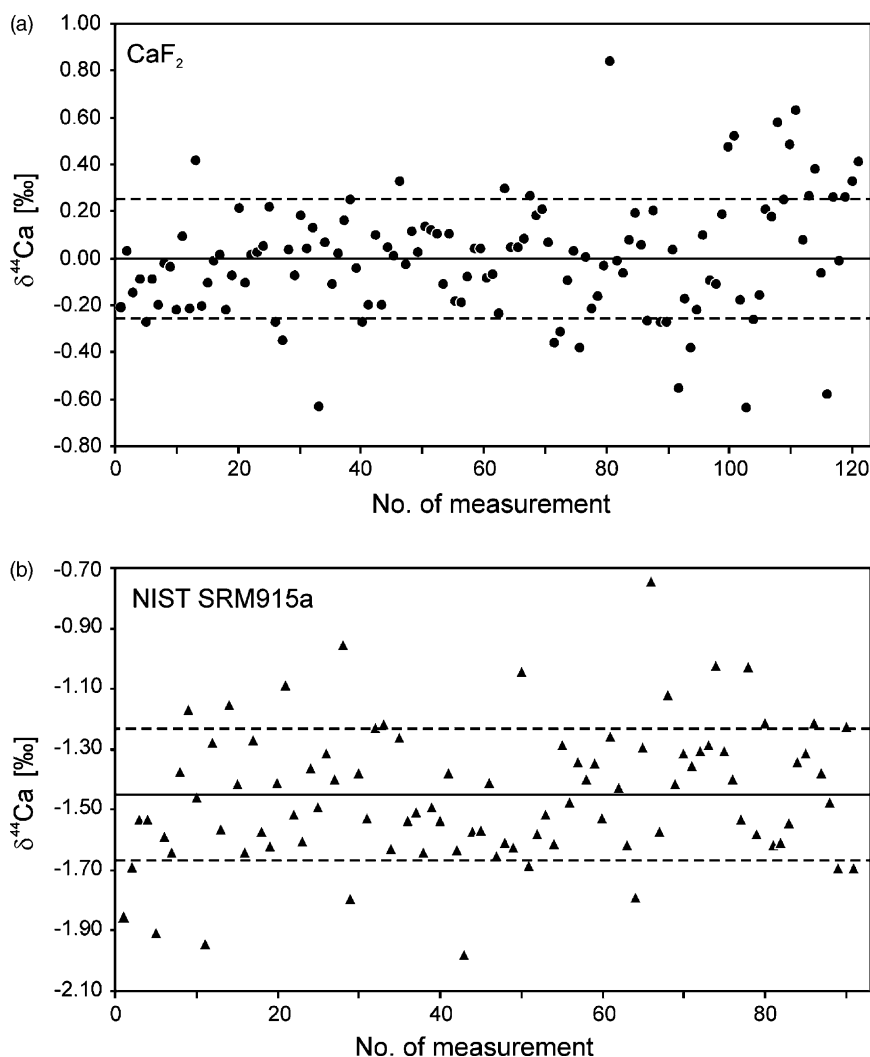 (a)
CaF₂
1.00
0.80
0.60
0.40
0.20
0.00
-0.20
-0.40
-0.60
-0.80
δ⁴⁴Ca [‰]
0 20 40 60 80 100 120
No. of measurement
(b)
NIST SRM915a
-0.70
-0.90
-1.10
-1.30
-1.50
-1.70
-1.90
-2.10
δ⁴⁴Ca [‰]
0 20 40 60 80
No. of measurement